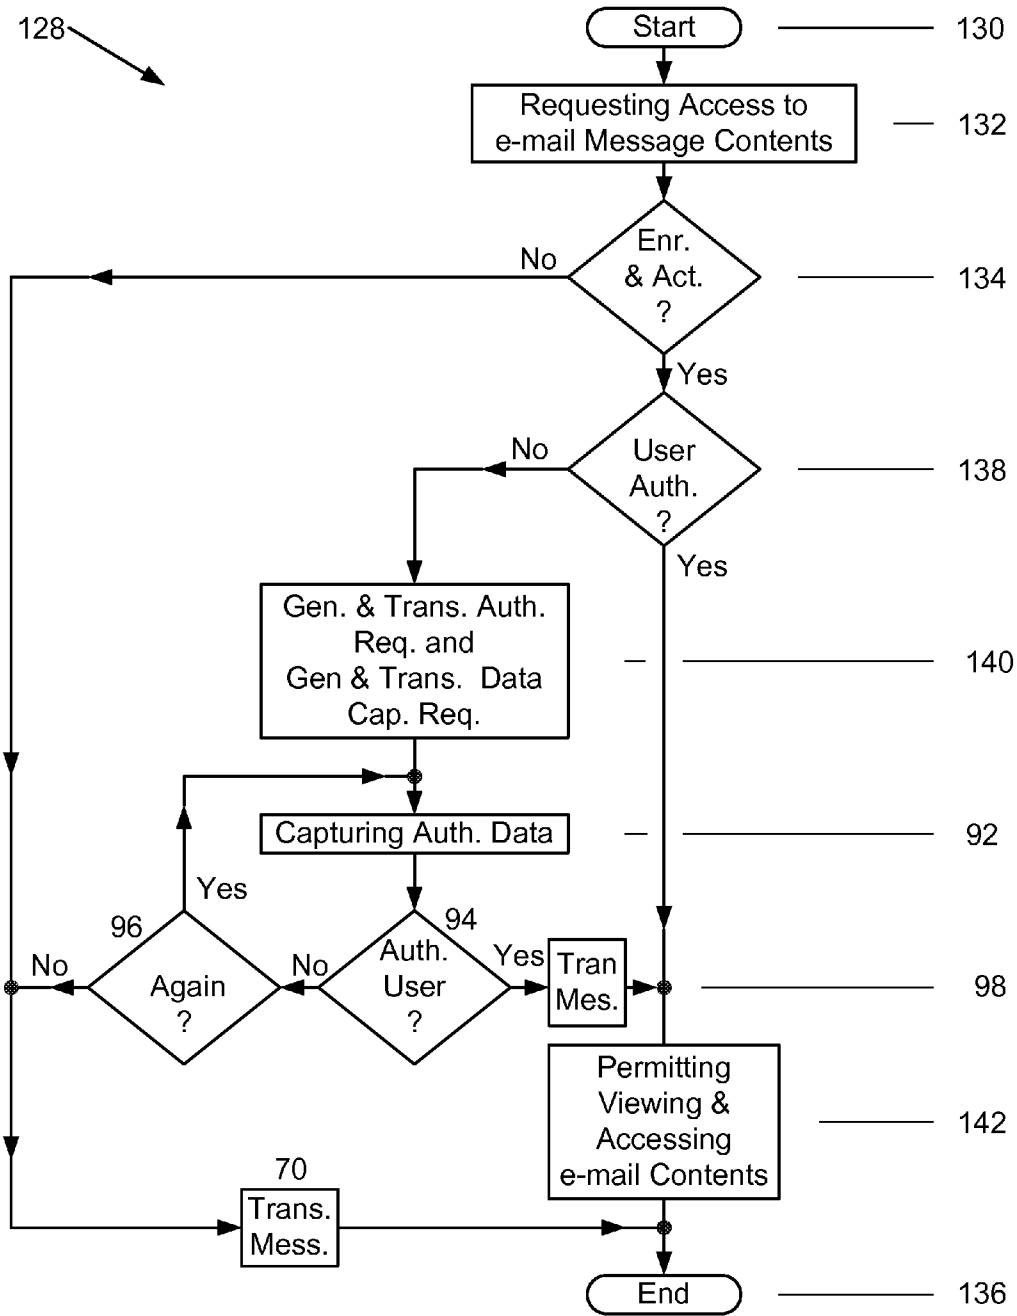 128
Start
130
Requesting Access to
e-mail Message Contents
132
Enr.
& Act.
?
No
134
Yes
User
Auth.
?
No
138
Yes
Gen. & Trans. Auth.
Req. and
Gen & Trans. Data
Cap. Req.
140
Capturing Auth. Data
92
Yes
96
94
No
Again
?
No
Auth.
User
?
Yes
Tran
Mes.
98
Permitting
Viewing &
Accessing
e-mail Contents
142
70
Trans.
Mess.
End
136